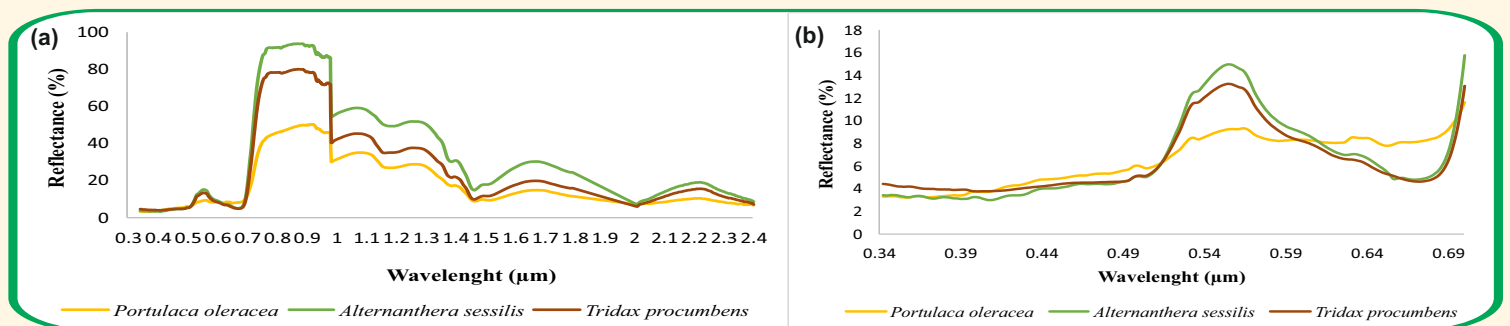 (a)
100
80
60
40
20
0
Reflectance (%)
0.3 0.4 0.5 0.6 0.7 0.8 0.9 1 1.1 1.2 1.3 1.4 1.5 1.6 1.7 1.8 1.9 2 2.1 2.2 2.3 2.4
Wavelenght (µm)
Portulaca oleracea Alternanthera sessilis Tridax procumbens
(b)
18
16
14
12
10
8
6
4
2
0
Reflectance (%)
0.34 0.39 0.44 0.49 0.54 0.59 0.64 0.69
Wavelenght (µm)
Portulaca oleracea Alternanthera sessilis Tridax procumbens